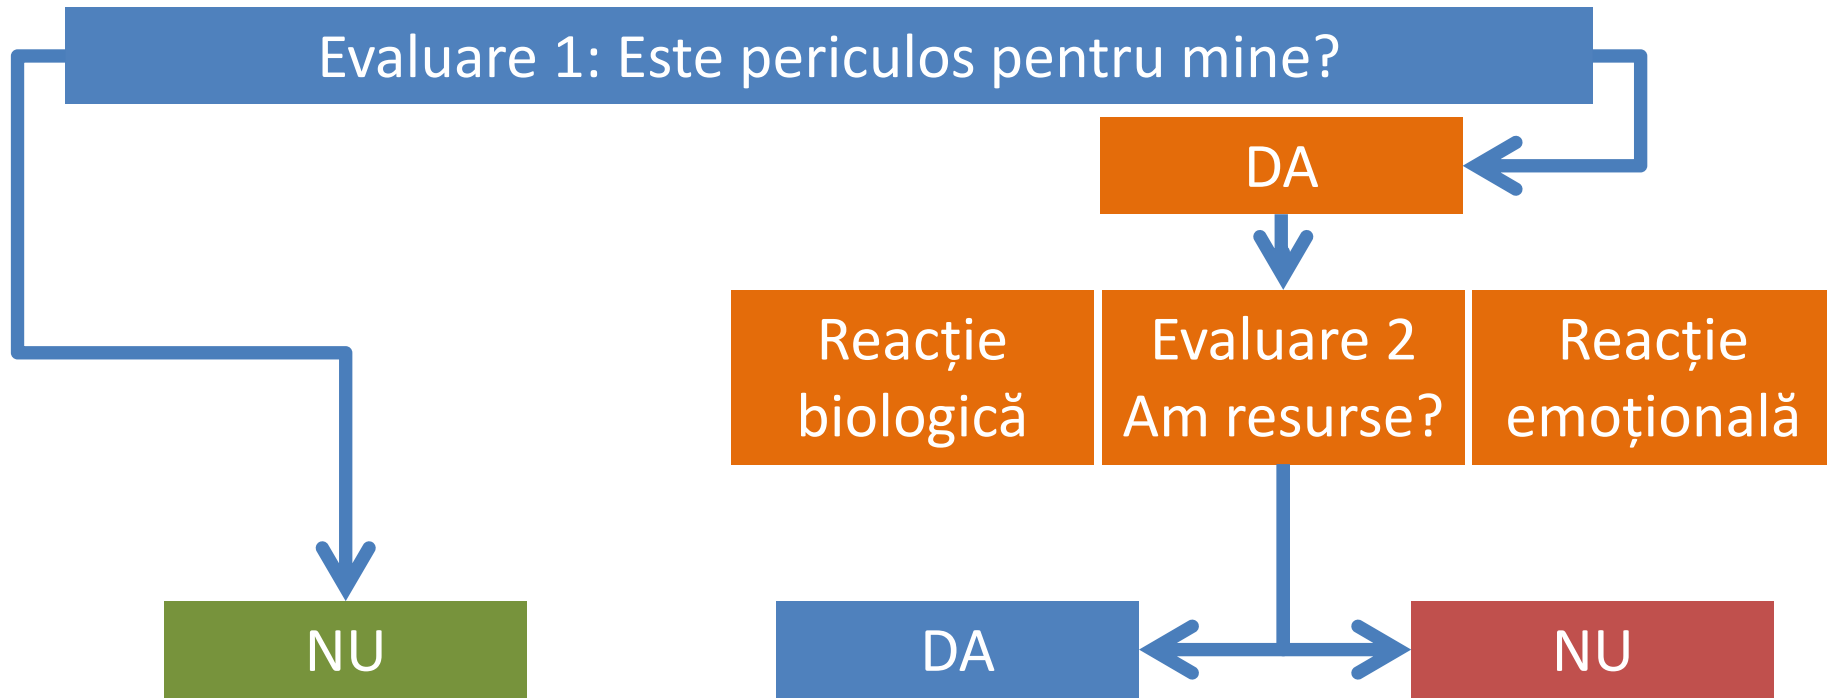 Evaluare 1: Este periculos pentru mine?
DA
Reacție
biologică
Evaluare 2
Am resurse?
Reacție
emoțională
NU
DA
NU